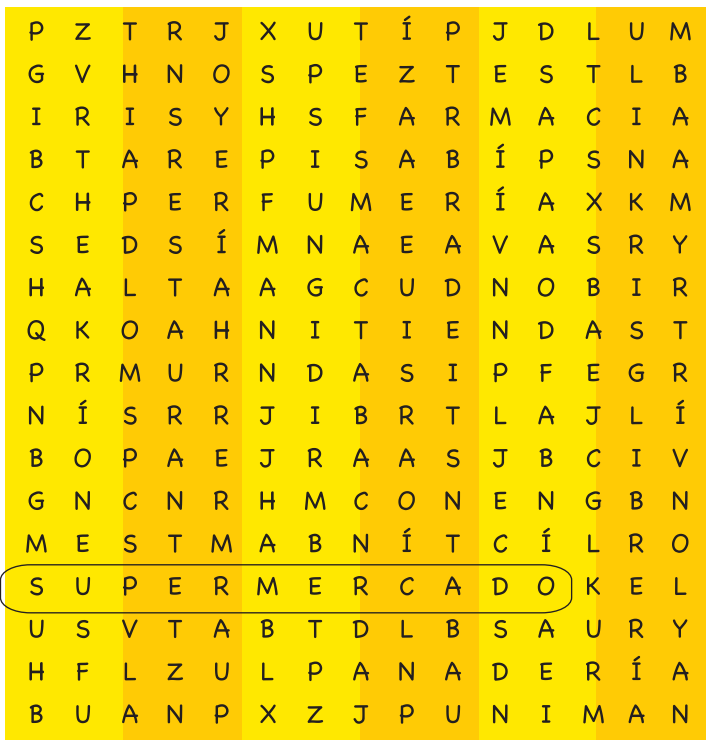 P Z T R J X U T Í P J D L U M
G V H N O S P E Z T E S T L B
I R I S Y H S F A R M A C I A
B T A R E P I S A B Í P S N A
C H P E R F U M E R Í A X K M
S E D S Í M N A E A V A S R Y
H A L T A A G C U D N O B I R
Q K O A H N I T I E N D A S T
P R M U R N D A S I P F E G R
N Í S R R J I B R T L A J L Í
B O P A E J R A A S J B C I V
G N C N R H M C O N E N G B N
M E S T M A B N Í T C Í L R O
S U P E R M E R C A D O K E L
U S V T A B T D L B S A U R Y
H F L Z U L P A N A D E R Í A
B U A N P X Z J P U N I M A N